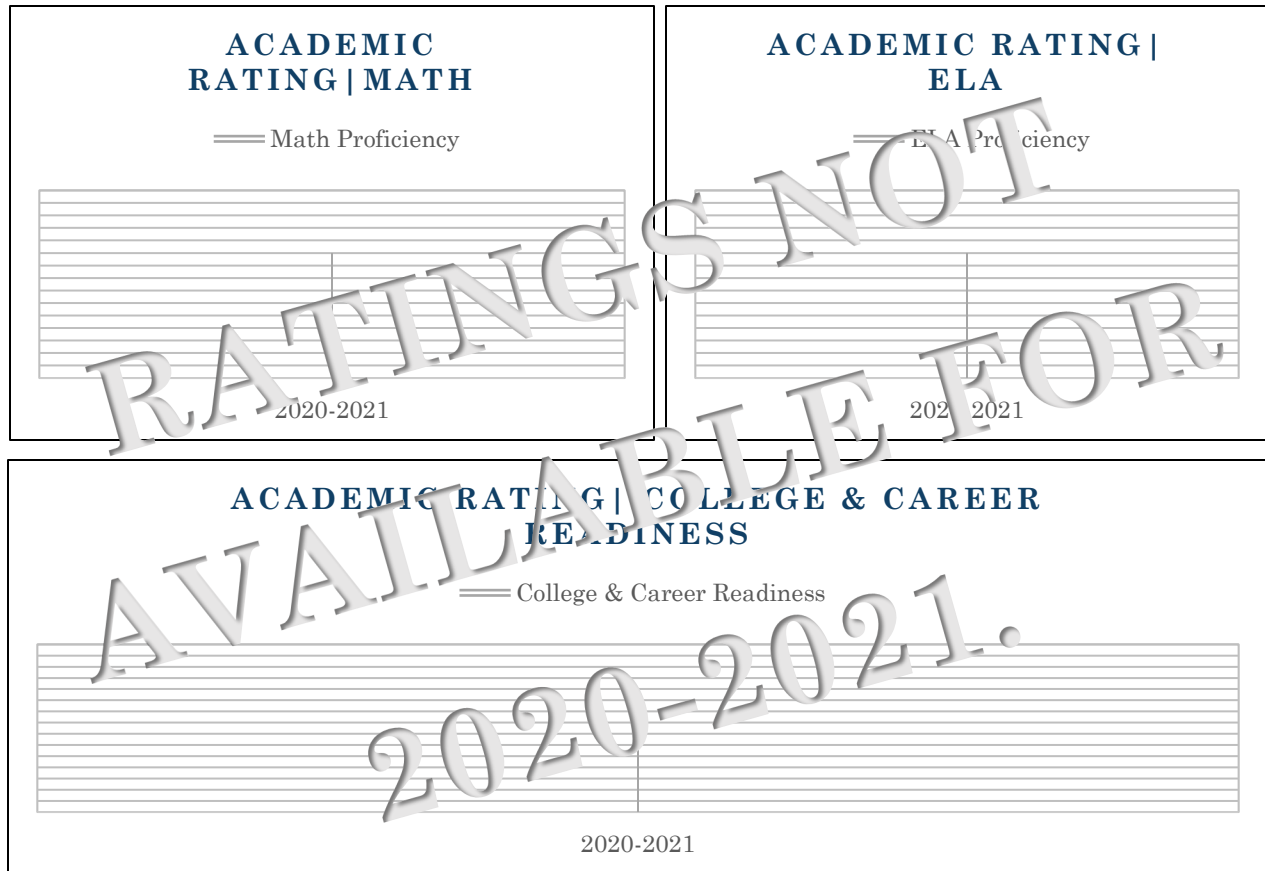 ACADEMIC
RATING|MATH
Math Proficiency
2020-2021
ACADEMIC RATING|
ELA
ELA Proficiency
2020-2021
ACADEMIC RATING| COLLEGE & CAREER
READINESS
College & Career Readiness
2020-2021
RATINGS NOT
AVAILABLE FOR
2020-2021.